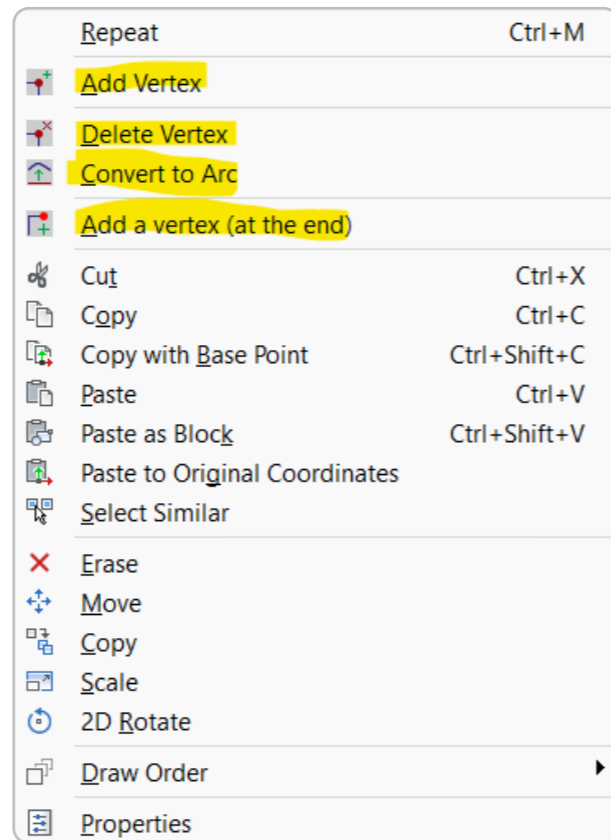 Repeat Ctrl+M
Add Vertex
Delete Vertex
Convert to Arc
Add a vertex (at the end)
Cut Ctrl+X
Copy Ctrl+C
Copy with Base Point Ctrl+Shift+C
Paste Ctrl+V
Paste as Block Ctrl+Shift+V
Paste to Original Coordinates
Select Similar
Erase
Move
Copy
Scale
2D Rotate
Draw Order
Properties